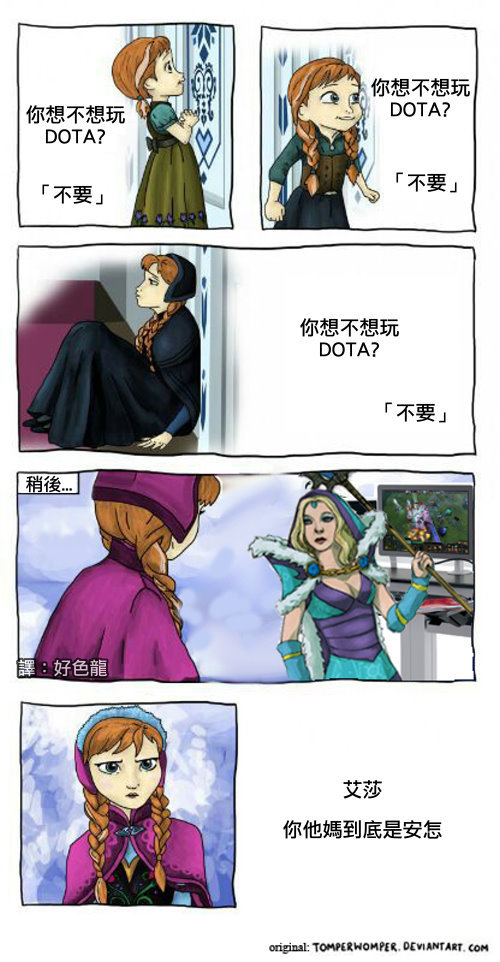 你想不想玩
DOTA?
「不要」
你想不想玩
DOTA?
「不要」
你想不想玩
DOTA?
「不要」
稍後...
譯：好色龍
艾莎
你他媽到底是安怎
original: TOMPERWOMPER.DEVIANTART.COM